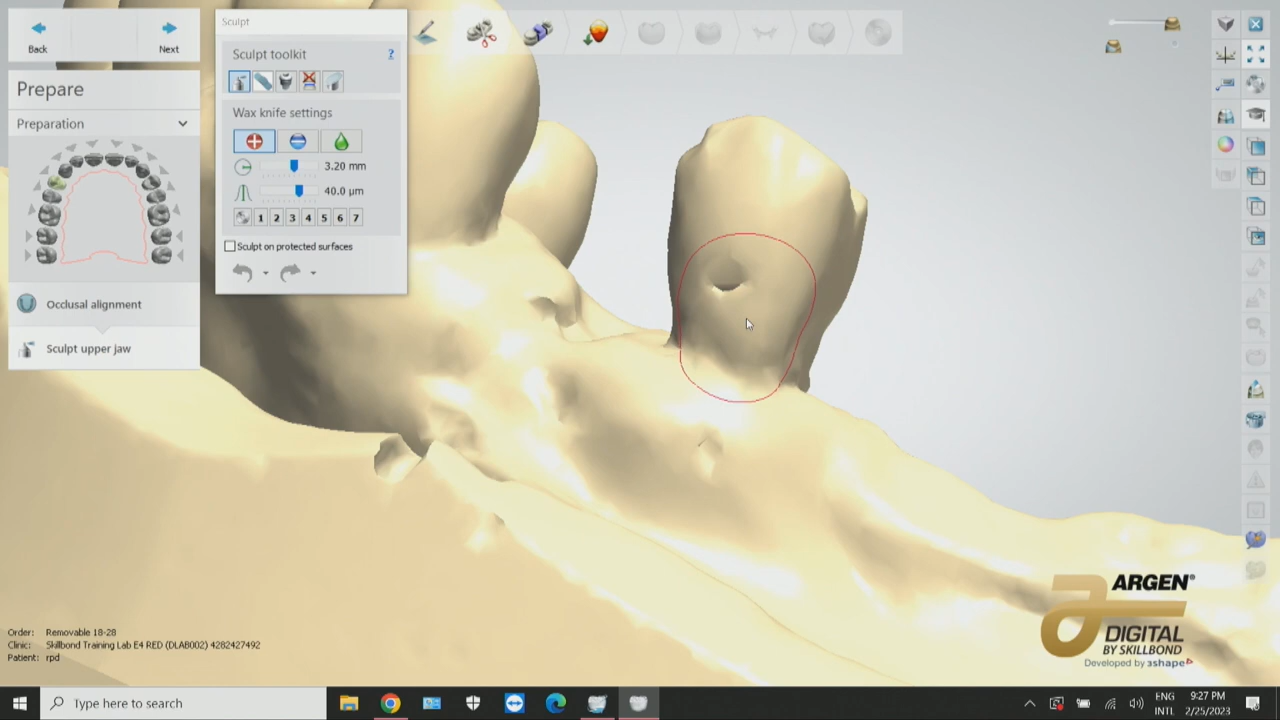 Back
Next
Prepare
Preparation
Occlusal alignment
Sculpt upper jaw
Sculpt
Sculpt toolkit
?
Wax knife settings
3.20 mm
40.0 µm
1 2 3 4 5 6 7
Sculpt on protected surfaces
Order: Removable 18-28
Clinic: Skillbond Training Lab E4 RED (DLAB002) 4282427492
Patient: rpd
ARGEN®
DIGITAL
BY SKILLBOND
Developed by 3shape
Type here to search
ENG
INTL
9:27 PM
2/25/2023